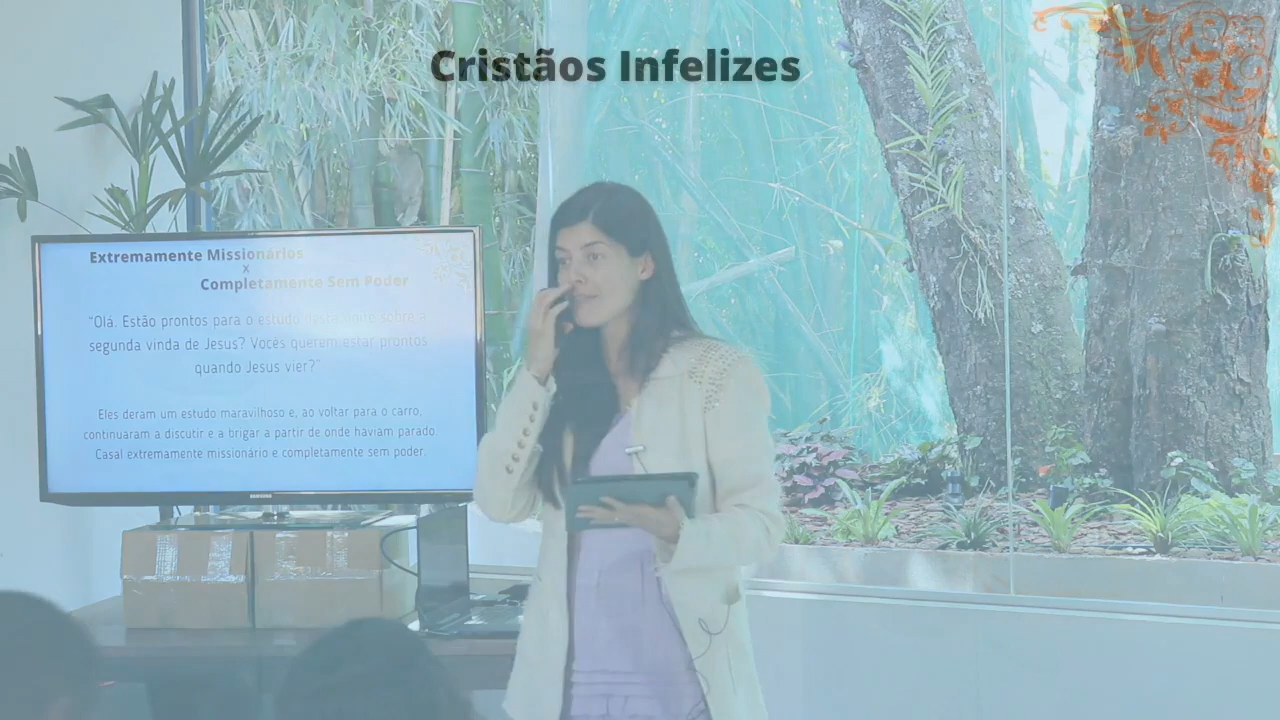 Cristãos Infelizes
Extremamente Missionários
x
Completamente Sem Poder
“Olá. Estão prontos para o estudo desta noite sobre a
segunda vinda de Jesus? Vocês querem estar prontos
quando Jesus vier?”
Eles deram um estudo maravilhoso e, ao voltar para o carro,
continuaram a discutir e a brigar a partir de onde haviam parado.
Casal extremamente missionário e completamente sem poder.
SAMSUNG